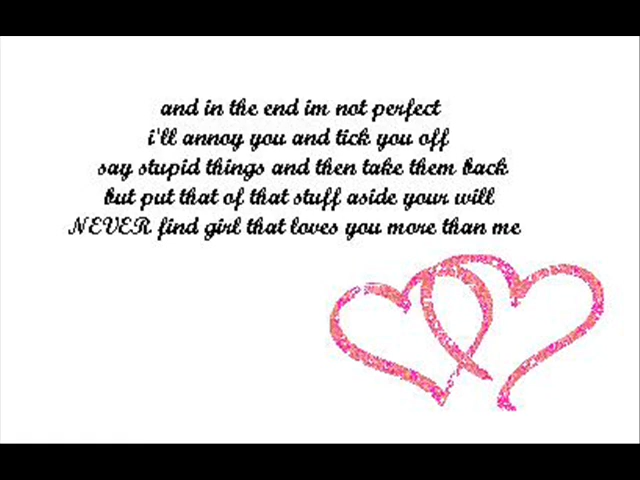 and in the end im not perfect
i'll annoy you and tick you off
say stupid things and then take them back
but put that of that stuff aside your will
NEVER find girl that loves you more than me